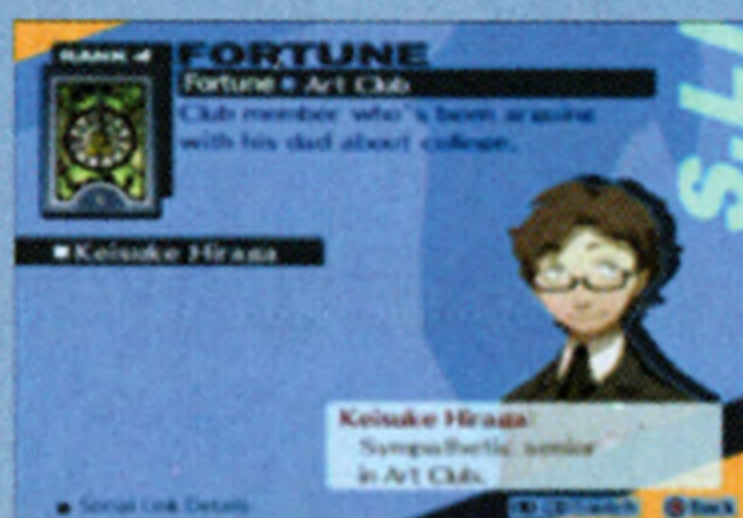 RANK 4
FORTUNE
Fortune Art Club
Club member who's been arguing
with his dad about college.
Keisuke Hiraga
Keisuke Hiraga
Sympathetic senior
in Art Club.
Social Link Details
Switch Back